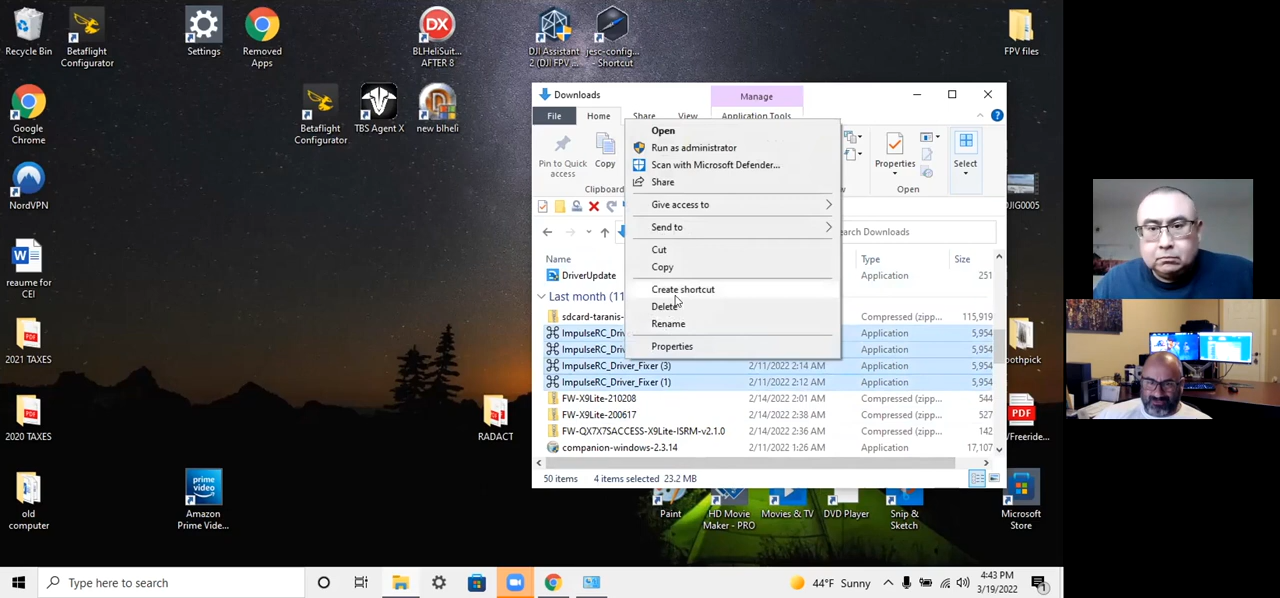 Recycle Bin
Betaflight
Configurator
Settings
Removed
Apps
BLHeliSuit...
AFTER 8
DJI Assistant
2 (DJI FPV ...
jesc-config...
- Shortcut
FPV files
Google
Chrome
Betaflight
Configurator
TBS Agent X
new blheli
NordVPN
DJIG0005
reaume for
CEI
2021 TAXES
oothpick
2020 TAXES
RADACT
old
computer
Amazon
Prime Vide...
Paint
HD Movie
Maker - PRO
Movies & TV
DVD Player
Snip &
Sketch
Microsoft
Store
Downloads
Manage
File
Home
Share
View
Application Tools
Pin to Quick
access
Copy
Clipboard
Properties
Open
Select
earch Downloads
Name
Type
Size
DriverUpdate
Application
251
Last month (11
sdcard-taranis-
Compressed (zipp...
115,919
ImpulseRC_Driv
Application
5,954
ImpulseRC_Driv
Application
5,954
ImpulseRC_Driver_Fixer (3)
2/11/2022 2:14 AM
Application
5,954
ImpulseRC_Driver_Fixer (1)
2/11/2022 2:12 AM
Application
5,954
FW-X9Lite-210208
2/14/2022 2:01 AM
Compressed (zipp...
544
FW-X9Lite-200617
2/14/2022 2:38 AM
Compressed (zipp...
527
FW-QX7X7SACCESS-X9Lite-ISRM-v2.1.0
2/14/2022 2:36 AM
Compressed (zipp...
142
companion-windows-2.3.14
2/11/2022 1:26 AM
Application
17,107
50 items
4 items selected 23.2 MB
Open
Run as administrator
Scan with Microsoft Defender...
Share
Give access to
Send to
Cut
Copy
Create shortcut
Delete
Rename
Properties
Type here to search
44°F Sunny
4:43 PM
3/19/2022